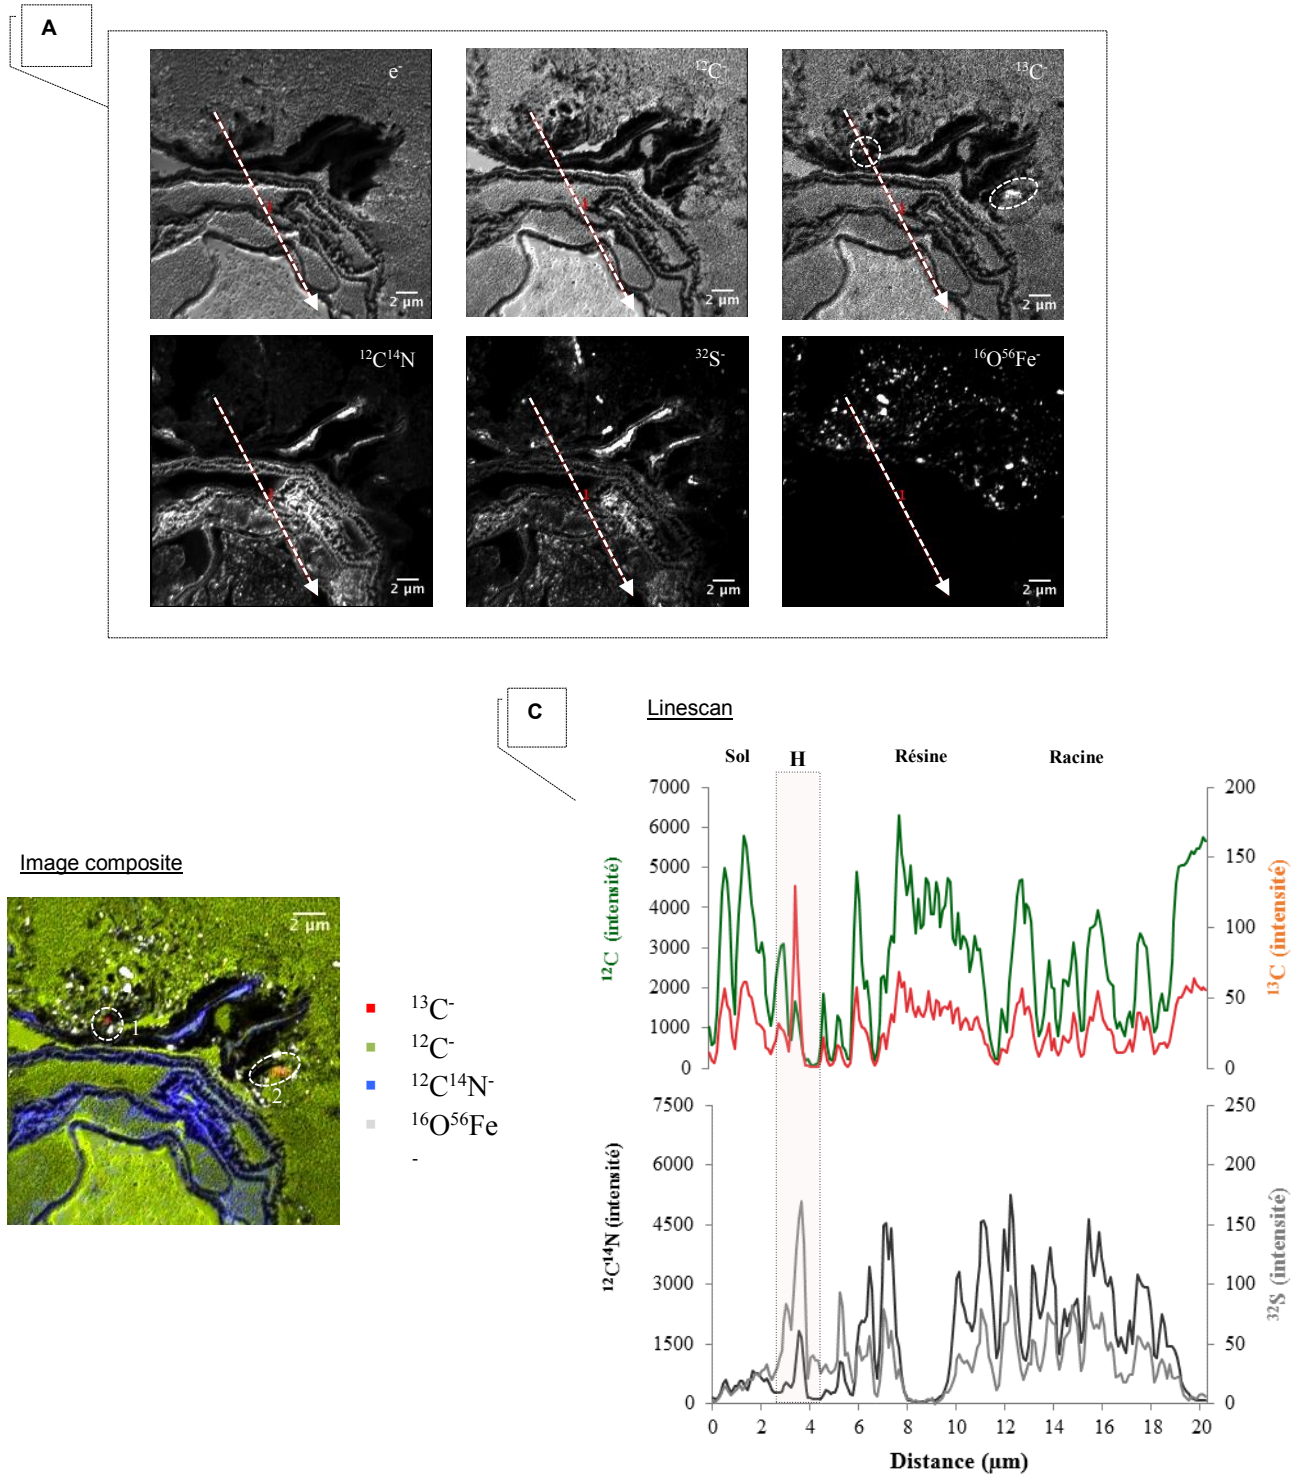 A
e-
12C-
13C-
2 µm
2 µm
2 µm
12C14N
32S-
16O56Fe-
1
1
1
2 µm
2 µm
2 µm
C
Linescan
Sol
H
Résine
Racine
7000
6000
5000
4000
3000
2000
1000
0
12C (intensité)
200
150
100
50
0
13C (intensité)
Image composite
2 µm
1
2
13C-
12C-
12C14N-
16O56Fe
-
7500
6000
4500
3000
1500
0
12C14N (intensité)
250
200
150
100
50
0
32S (intensité)
0 2 4 6 8 10 12 14 16 18 20
Distance (µm)